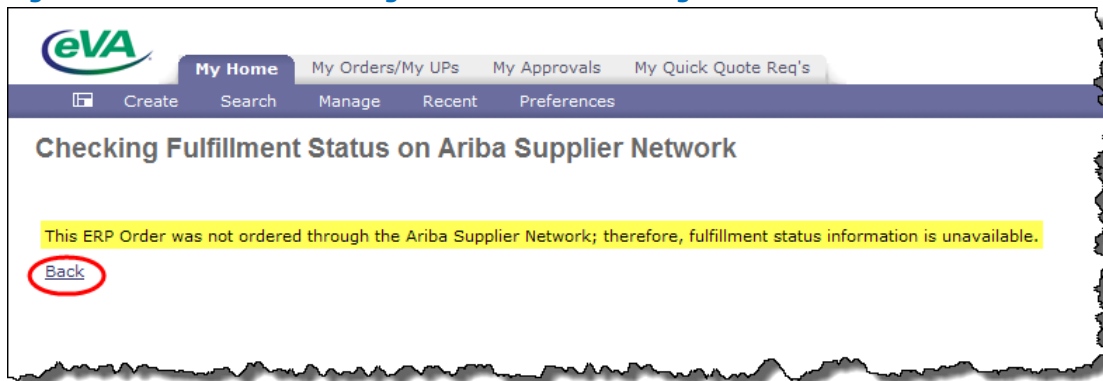 eVA
My Home My Orders/My UPs My Approvals My Quick Quote Req's
Create Search Manage Recent Preferences
Checking Fulfillment Status on Ariba Supplier Network
This ERP Order was not ordered through the Ariba Supplier Network; therefore, fulfillment status information is unavailable.
Back